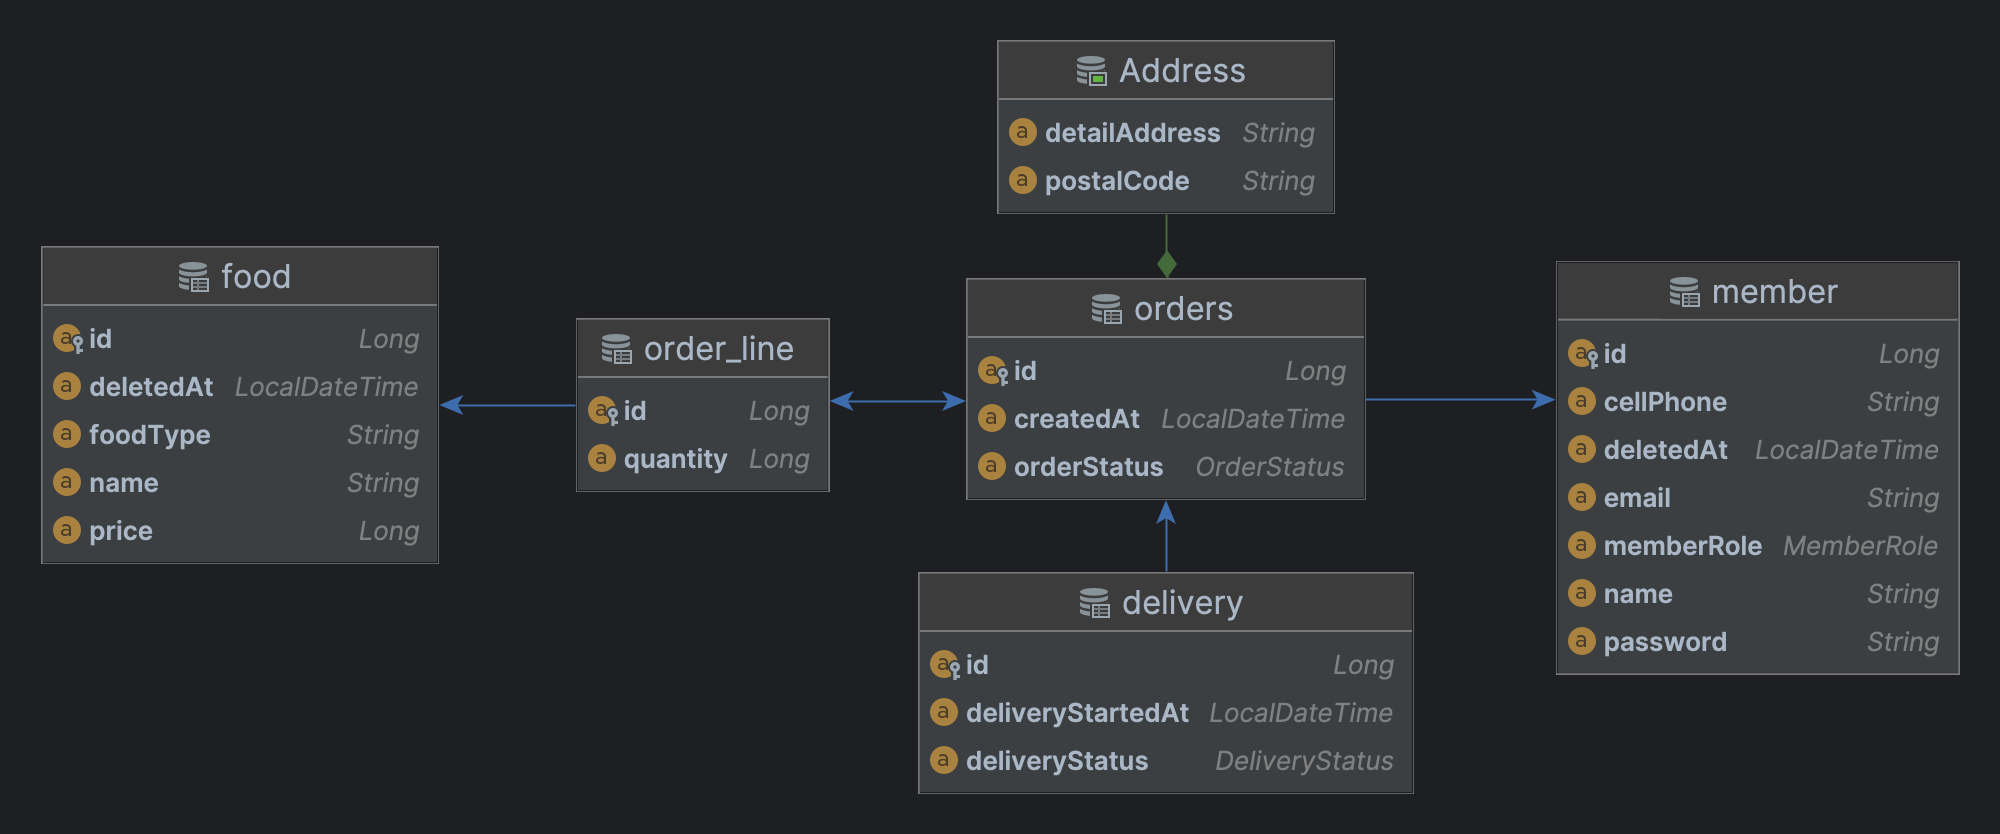 Address
detailAddress String
postalCode String
food
id Long
deletedAt LocalDateTime
foodType String
name String
price Long
order_line
id Long
quantity Long
orders
id Long
createdAt LocalDateTime
orderStatus OrderStatus
member
id Long
cellPhone String
deletedAt LocalDateTime
email String
memberRole MemberRole
name String
password String
delivery
id Long
deliveryStartedAt LocalDateTime
deliveryStatus DeliveryStatus